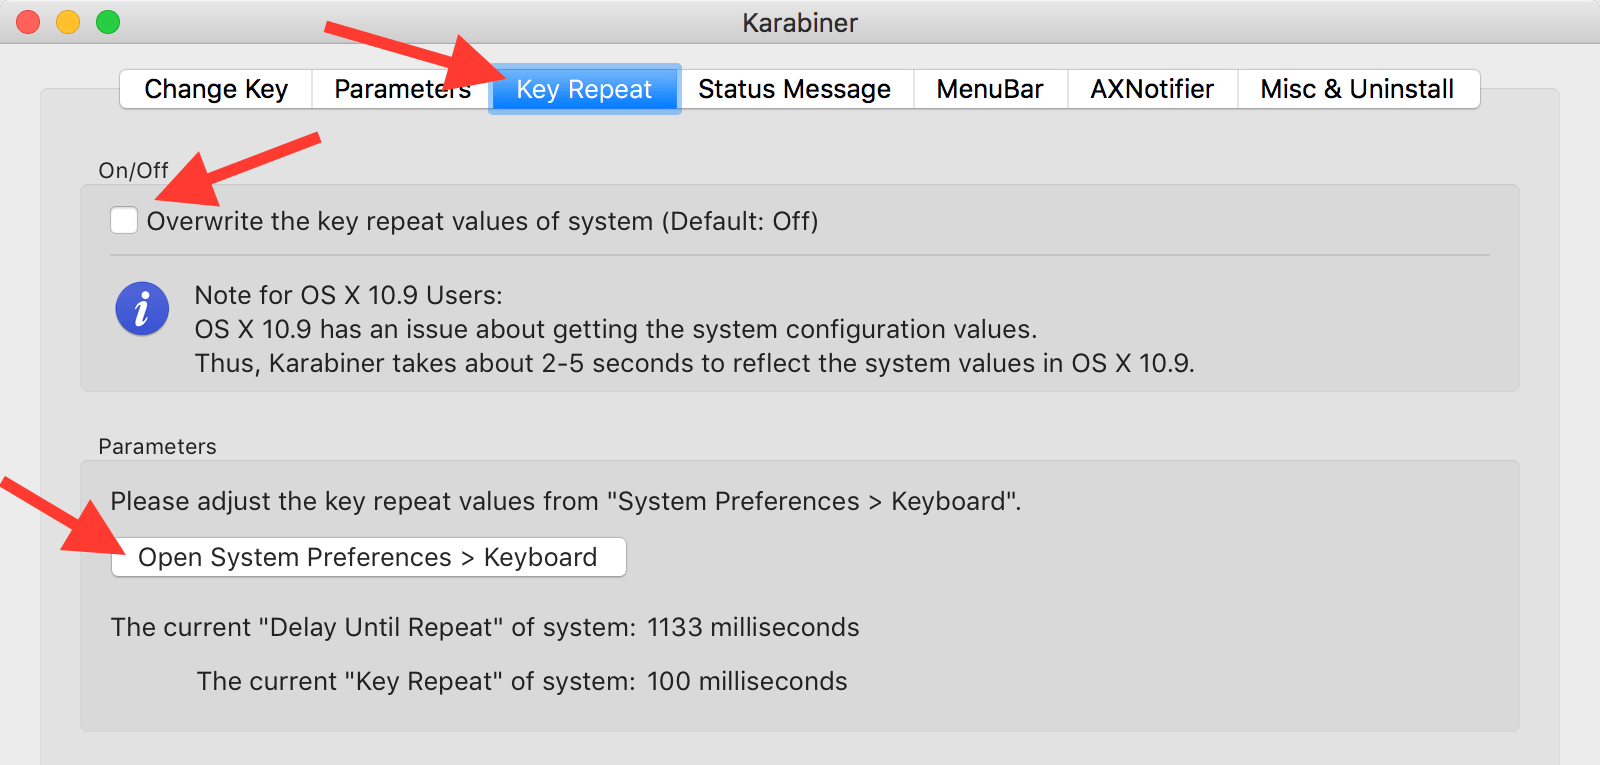 Karabiner
Change Key Parameters Key Repeat Status Message MenuBar AXNotifier Misc & Uninstall
On/Off
Overwrite the key repeat values of system (Default: Off)
i
Note for OS X 10.9 Users:
OS X 10.9 has an issue about getting the system configuration values.
Thus, Karabiner takes about 2-5 seconds to reflect the system values in OS X 10.9.
Parameters
Please adjust the key repeat values from "System Preferences > Keyboard".
Open System Preferences > Keyboard
The current "Delay Until Repeat" of system: 1133 milliseconds
The current "Key Repeat" of system: 100 milliseconds